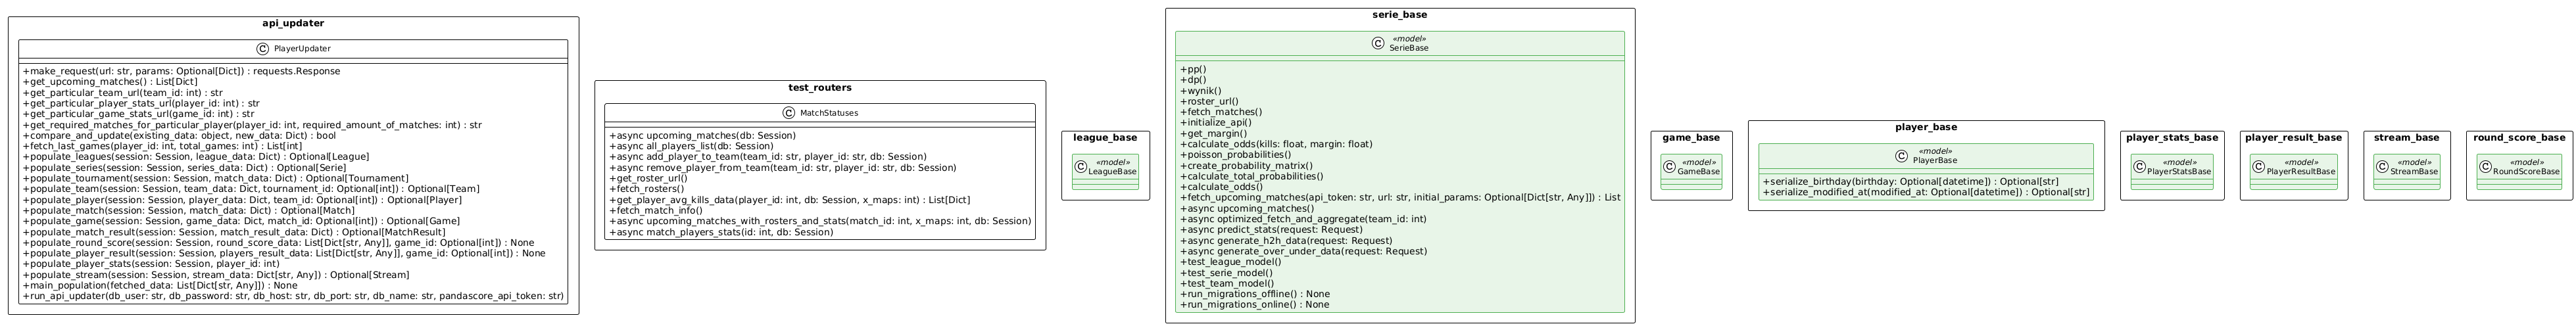 api_updater
C PlayerUpdater
+make_request(url: str, params: Optional[Dict]) : requests.Response
+get_upcoming_matches() : List[Dict]
+get_particular_team_url(team_id: int) : str
+get_particular_player_stats_url(player_id: int) : str
+get_particular_game_stats_url(game_id: int) : str
+get_required_matches_for_particular_player(player_id: int, required_amount_of_matches: int) : str
+compare_and_update(existing_data: object, new_data: Dict) : bool
+fetch_last_games(player_id: int, total_games: int) : List[int]
+populate_leagues(session: Session, league_data: Dict) : Optional[League]
+populate_series(session: Session, series_data: Dict) : Optional[Serie]
+populate_tournament(session: Session, match_data: Dict) : Optional[Tournament]
+populate_team(session: Session, team_data: Dict, tournament_id: Optional[int]) : Optional[Team]
+populate_player(session: Session, player_data: Dict, team_id: Optional[int]) : Optional[Player]
+populate_match(session: Session, match_data: Dict) : Optional[Match]
+populate_game(session: Session, game_data: Dict, match_id: Optional[int]) : Optional[Game]
+populate_match_result(session: Session, match_result_data: Dict) : Optional[MatchResult]
+populate_round_score(session: Session, round_score_data: List[Dict[str, Any]], game_id: Optional[int]) : None
+populate_player_result(session: Session, players_result_data: List[Dict[str, Any]], game_id: Optional[int]) : None
+populate_player_stats(session: Session, player_id: int)
+populate_stream(session: Session, stream_data: Dict[str, Any]) : Optional[Stream]
+main_population(fetched_data: List[Dict[str, Any]]) : None
+run_api_updater(db_user: str, db_password: str, db_host: str, db_port: str, db_name: str, pandascore_api_token: str)
test_routers
C MatchStatuses
+async upcoming_matches(db: Session)
+async all_players_list(db: Session)
+async add_player_to_team(team_id: str, player_id: str, db: Session)
+async remove_player_from_team(team_id: str, player_id: str, db: Session)
+get_roster_url()
+fetch_rosters()
+get_player_avg_kills_data(player_id: int, db: Session, x_maps: int) : List[Dict]
+fetch_match_info()
+async upcoming_matches_with_rosters_and_stats(match_id: int, x_maps: int, db: Session)
+async match_players_stats(id: int, db: Session)
league_base
C «model»
LeagueBase
serie_base
C «model»
SerieBase
+pp()
+dp()
+wynik()
+roster_url()
+fetch_matches()
+initialize_api()
+get_margin()
+calculate_odds(kills: float, margin: float)
+poisson_probabilities()
+create_probability_matrix()
+calculate_total_probabilities()
+calculate_odds()
+fetch_upcoming_matches(api_token: str, url: str, initial_params: Optional[Dict[str, Any]]) : List
+async upcoming_matches()
+async optimized_fetch_and_aggregate(team_id: int)
+async predict_stats(request: Request)
+async generate_h2h_data(request: Request)
+async generate_over_under_data(request: Request)
+test_league_model()
+test_serie_model()
+test_team_model()
+run_migrations_offline() : None
+run_migrations_online() : None
game_base
C «model»
GameBase
player_base
C «model»
PlayerBase
+serialize_birthday(birthday: Optional[datetime]) : Optional[str]
+serialize_modified_at(modified_at: Optional[datetime]) : Optional[str]
player_stats_base
C «model»
PlayerStatsBase
player_result_base
C «model»
PlayerResultBase
stream_base
C «model»
StreamBase
round_score_base
C «model»
RoundScoreBase